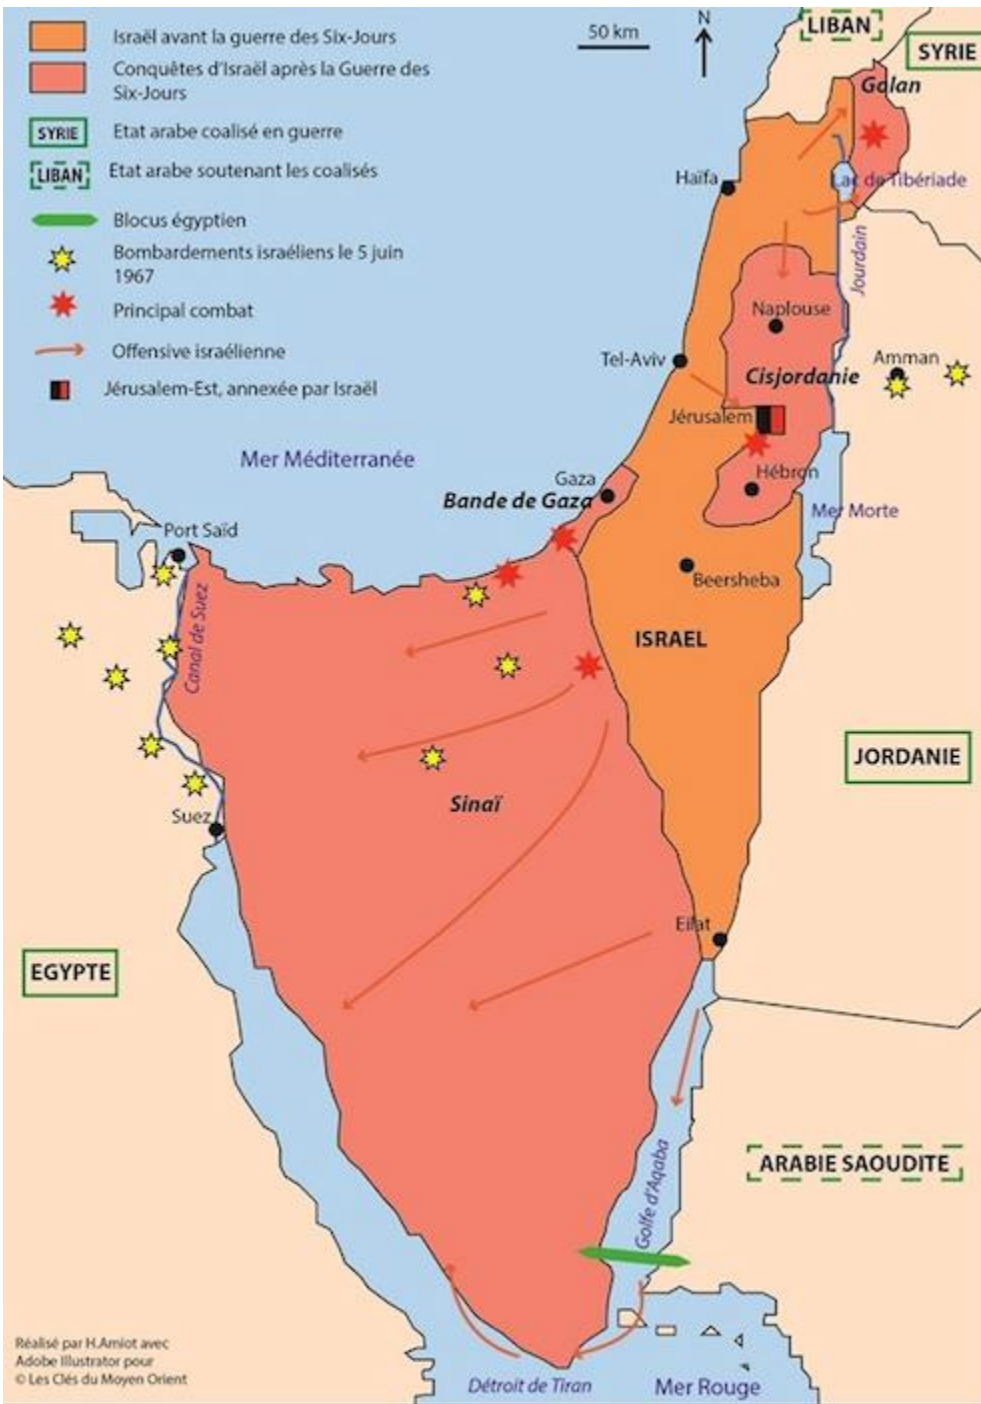 Israël avant la guerre des Six-Jours
Conquêtes d'Israël après la Guerre des
Six-Jours
SYRIE
Etat arabe coalisé en guerre
LIBAN
Etat arabe soutenant les coalisés
Blocus égyptien
Bombardements israéliens le 5 juin
1967
Principal combat
Offensive israélienne
Jérusalem-Est, annexée par Israël
50 km
N
LIBAN
SYRIE
Golan
Haïfa
Lac de Tibériade
Jourdain
Naplouse
Tel-Aviv
Amman
Cisjordanie
Jérusalem
Mer Méditerranée
Hébron
Gaza
Bande de Gaza
Mer Morte
Port Saïd
Beersheba
Canal de Suez
ISRAEL
JORDANIE
Sinaï
Suez
Eilat
EGYPTE
ARABIE SAOUDITE
Golfe d'Aqaba
Réalisé par H.Amiot avec
Adobe Illustrator pour
© Les Clés du Moyen Orient
Détroit de Tiran
Mer Rouge